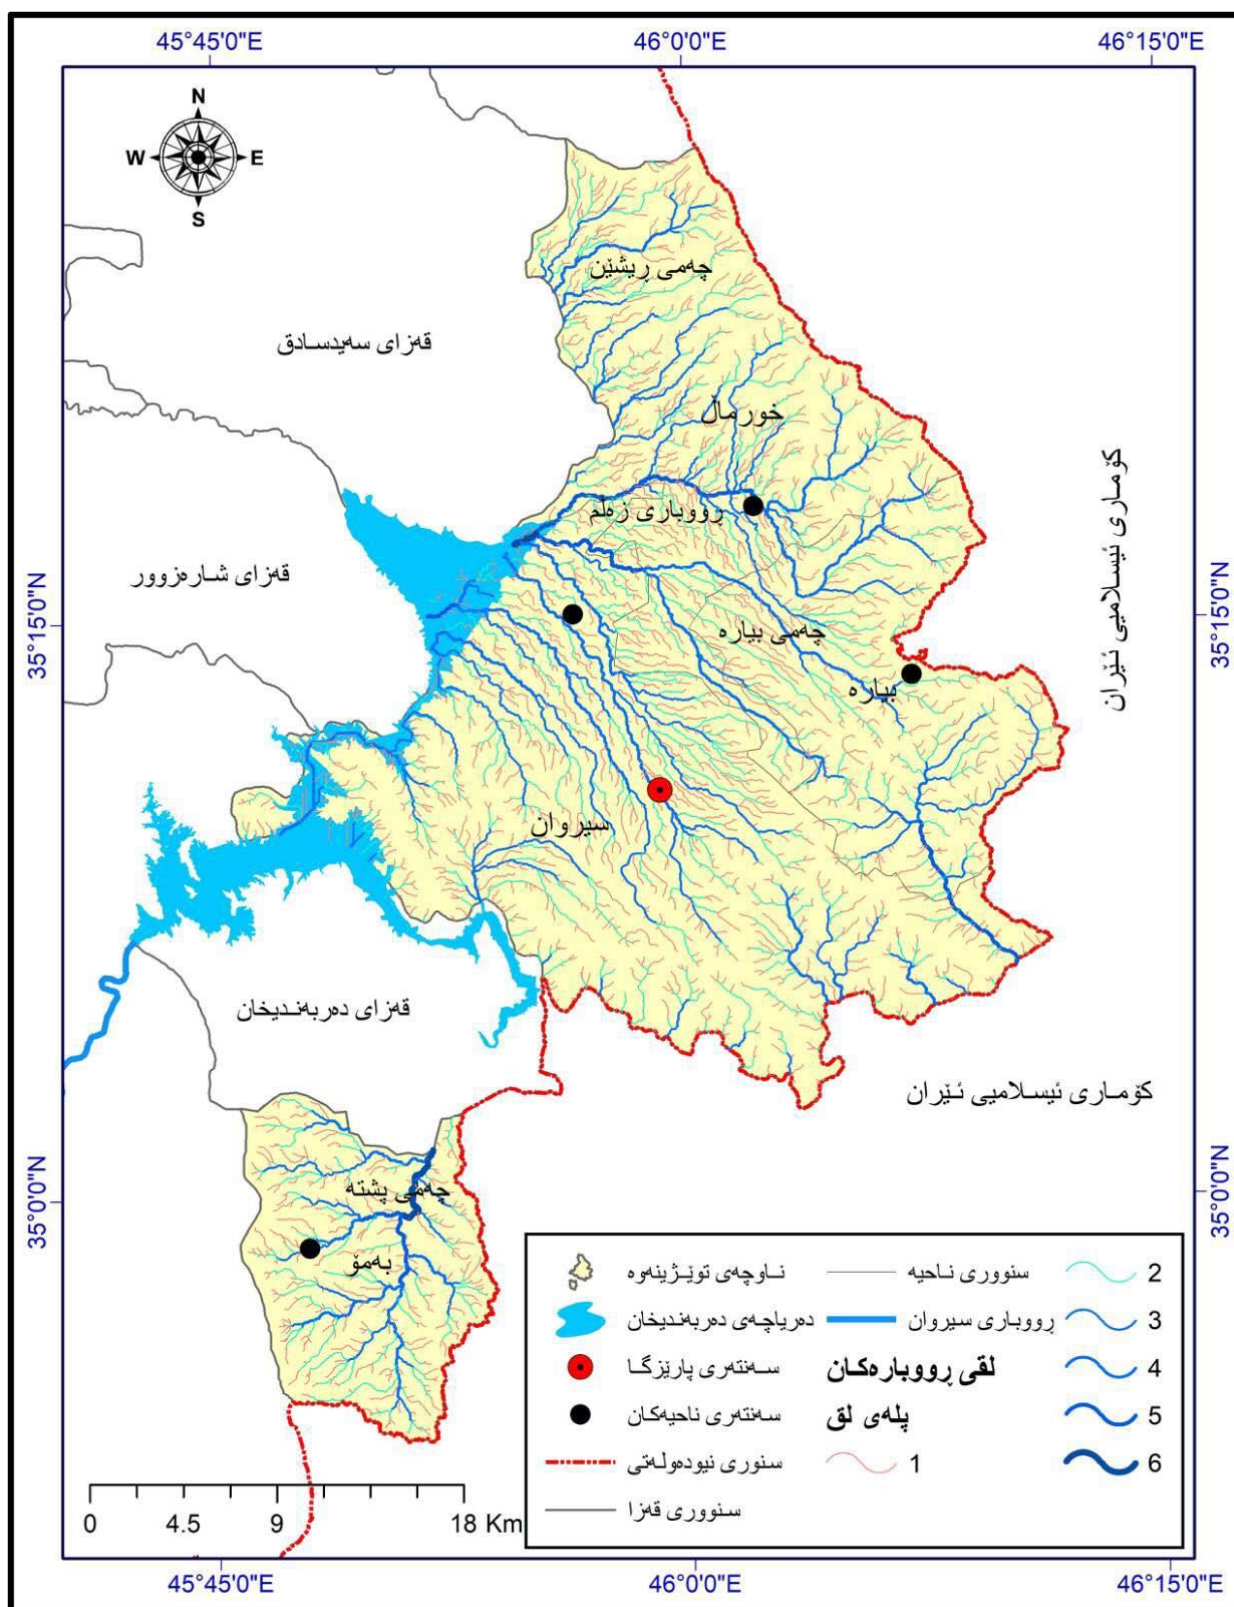 45°45'0"E
46°0'0"E
46°15'0"E
N
W
E
S
چەمی ڕیشێن
قەزای سەیدسادق
خورماڵ
ڕووباری زەڵم
کۆماری ئیسلامیی ئێران
قەزای شارەزوور
35°15'0"N
35°15'0"N
چەمی بیارە
بیارە
سیروان
قەزای دەربەندیخان
کۆماری ئیسلامیی ئێران
چەمی پشتە
35°0'0"N
35°0'0"N
بەمۆ
ناوچەی توێژینەوە
دەریاچەی دەربەندیخان
سەنتەری پارێزگا
سەنتەری ناحیەکان
سنوری نیودەوڵەتی
سنووری قەزا
سنووری ناحیە
ڕووباری سیروان
لقی ڕووبارەکان
پلەی لق
1
2
3
4
5
6
0 4.5 9 18 Km
45°45'0"E
46°0'0"E
46°15'0"E